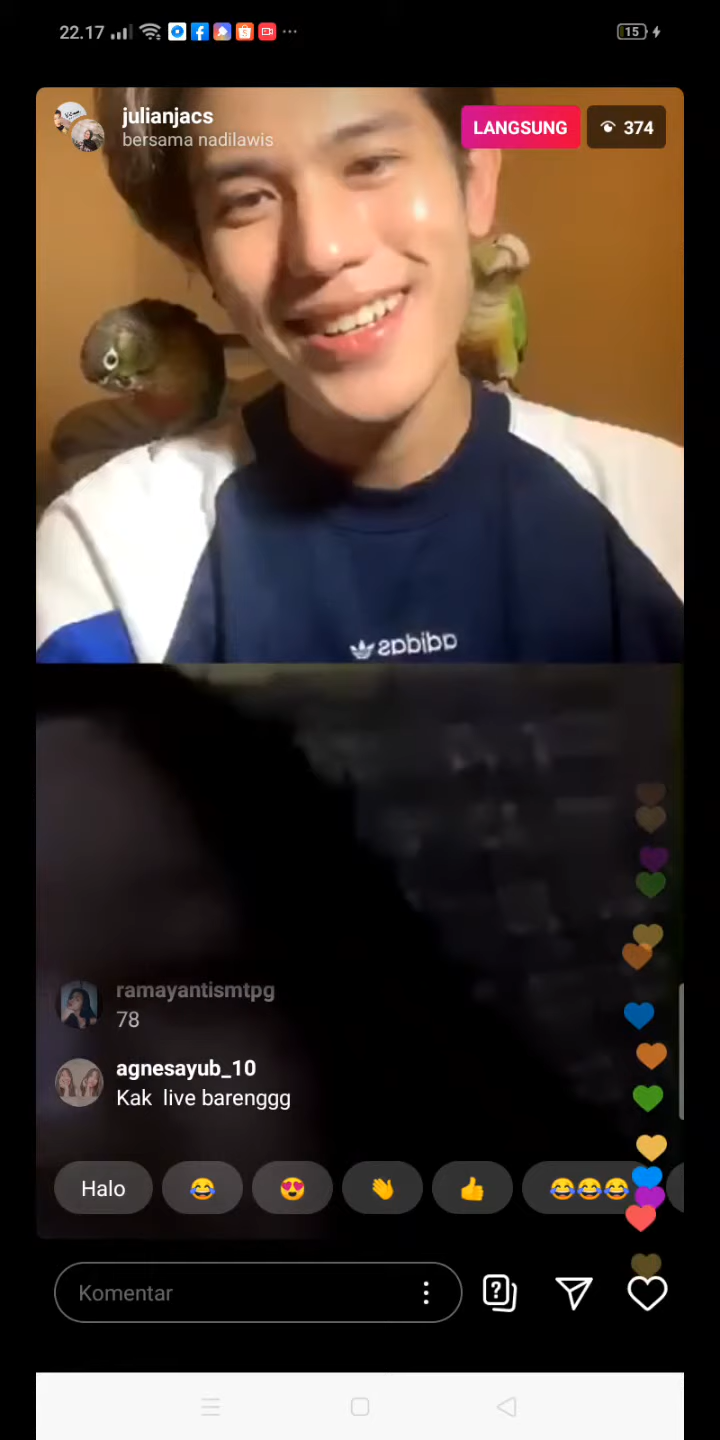 22.17
15
julianjacs
bersama nadilawis
LANGSUNG
374
adidas
ramayantismtpg
78
agnesayub_10
Kak live barenggg
Halo
Komentar